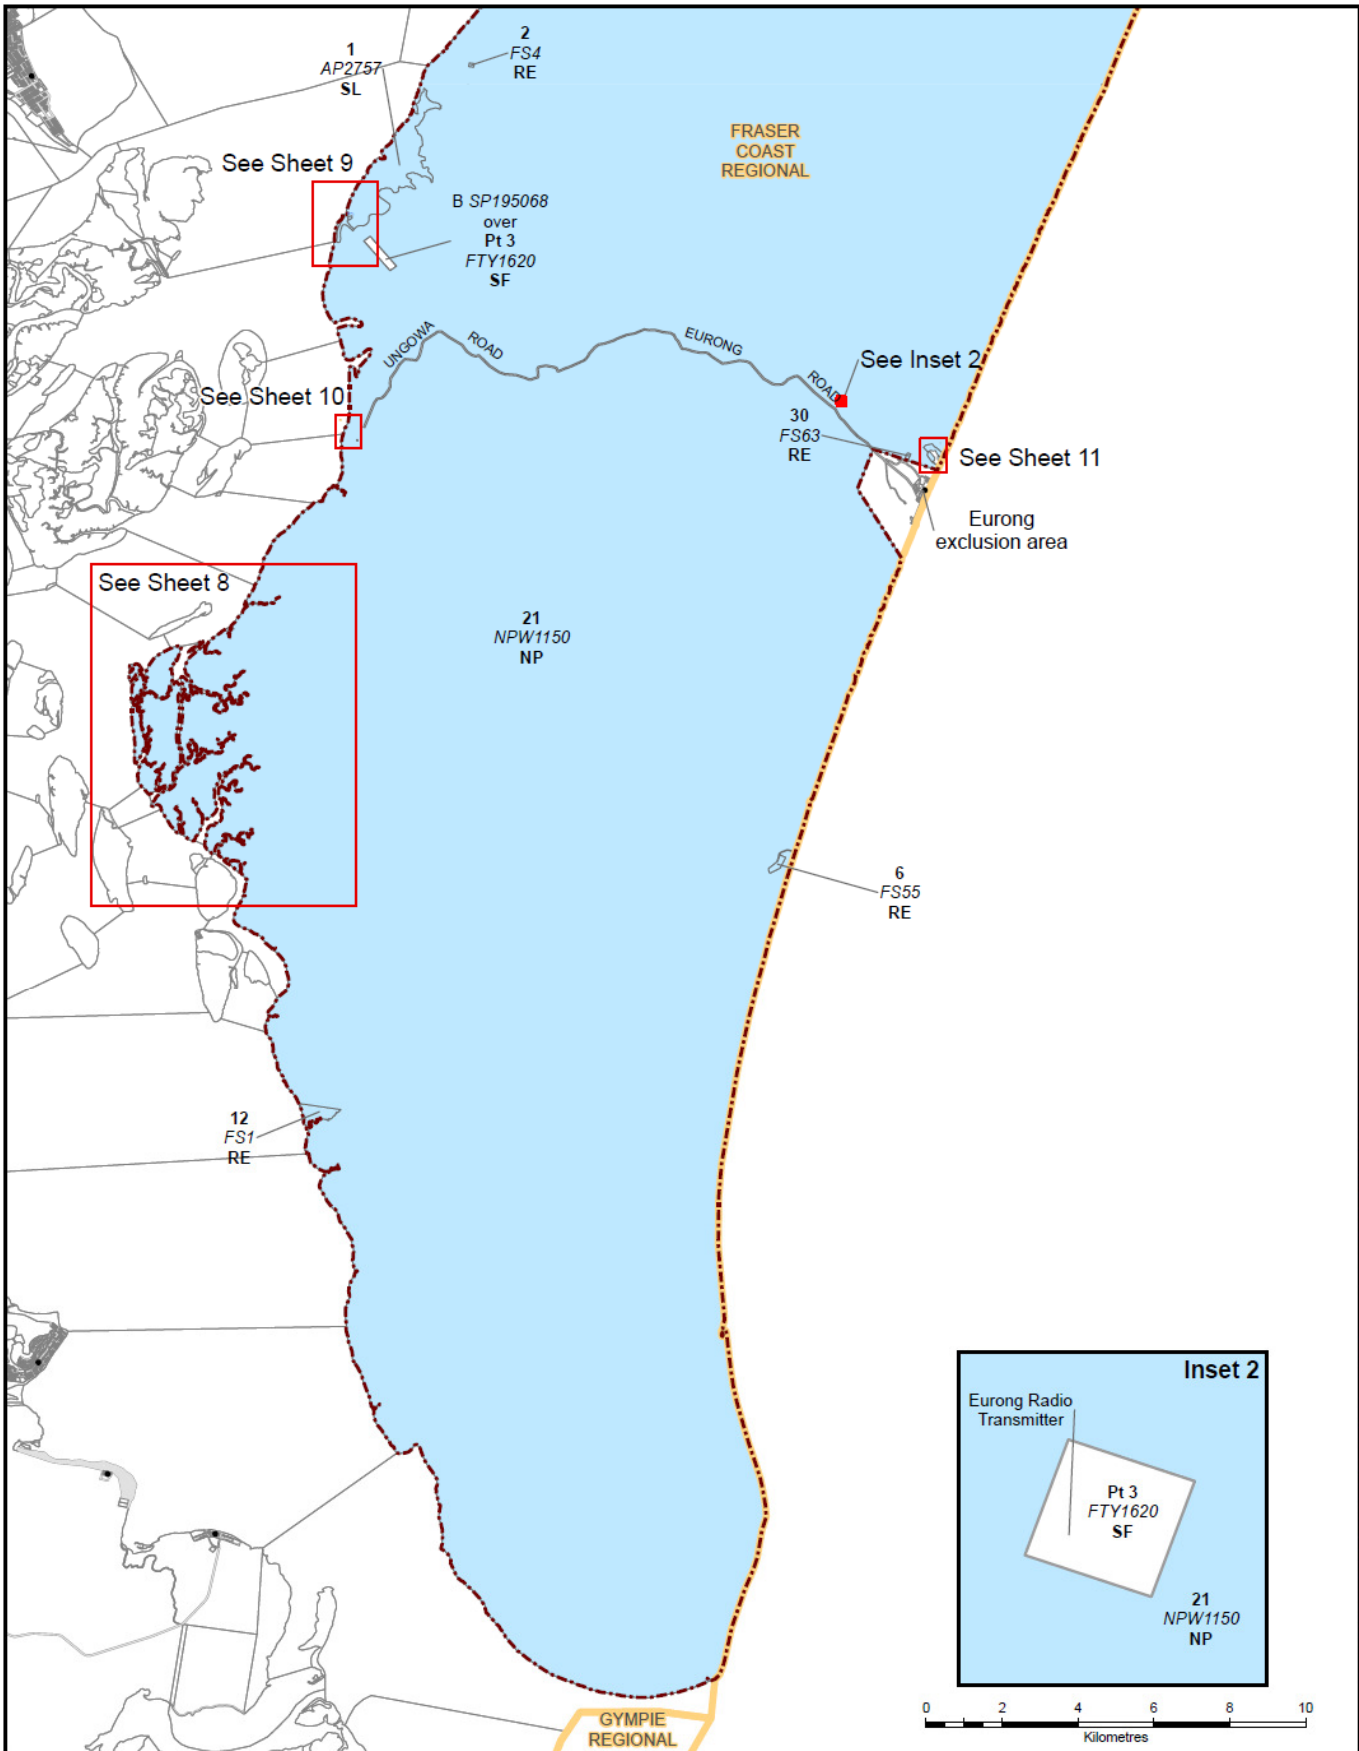 1
AP2757
SL
2
FS4
RE
FRASER
COAST
REGIONAL
See Sheet 9
B SP195068
over
Pt 3
FTY1620
SF
UNGOWA
ROAD
EURONG
ROAD
See Inset 2
See Sheet 10
30
FS63
RE
See Sheet 11
Eurong
exclusion area
See Sheet 8
21
NPW1150
NP
6
FS55
RE
12
FS1
RE
Inset 2
Eurong Radio
Transmitter
Pt 3
FTY1620
SF
21
NPW1150
NP
GYMPIE
REGIONAL
0 2 4 6 8 10
Kilometres